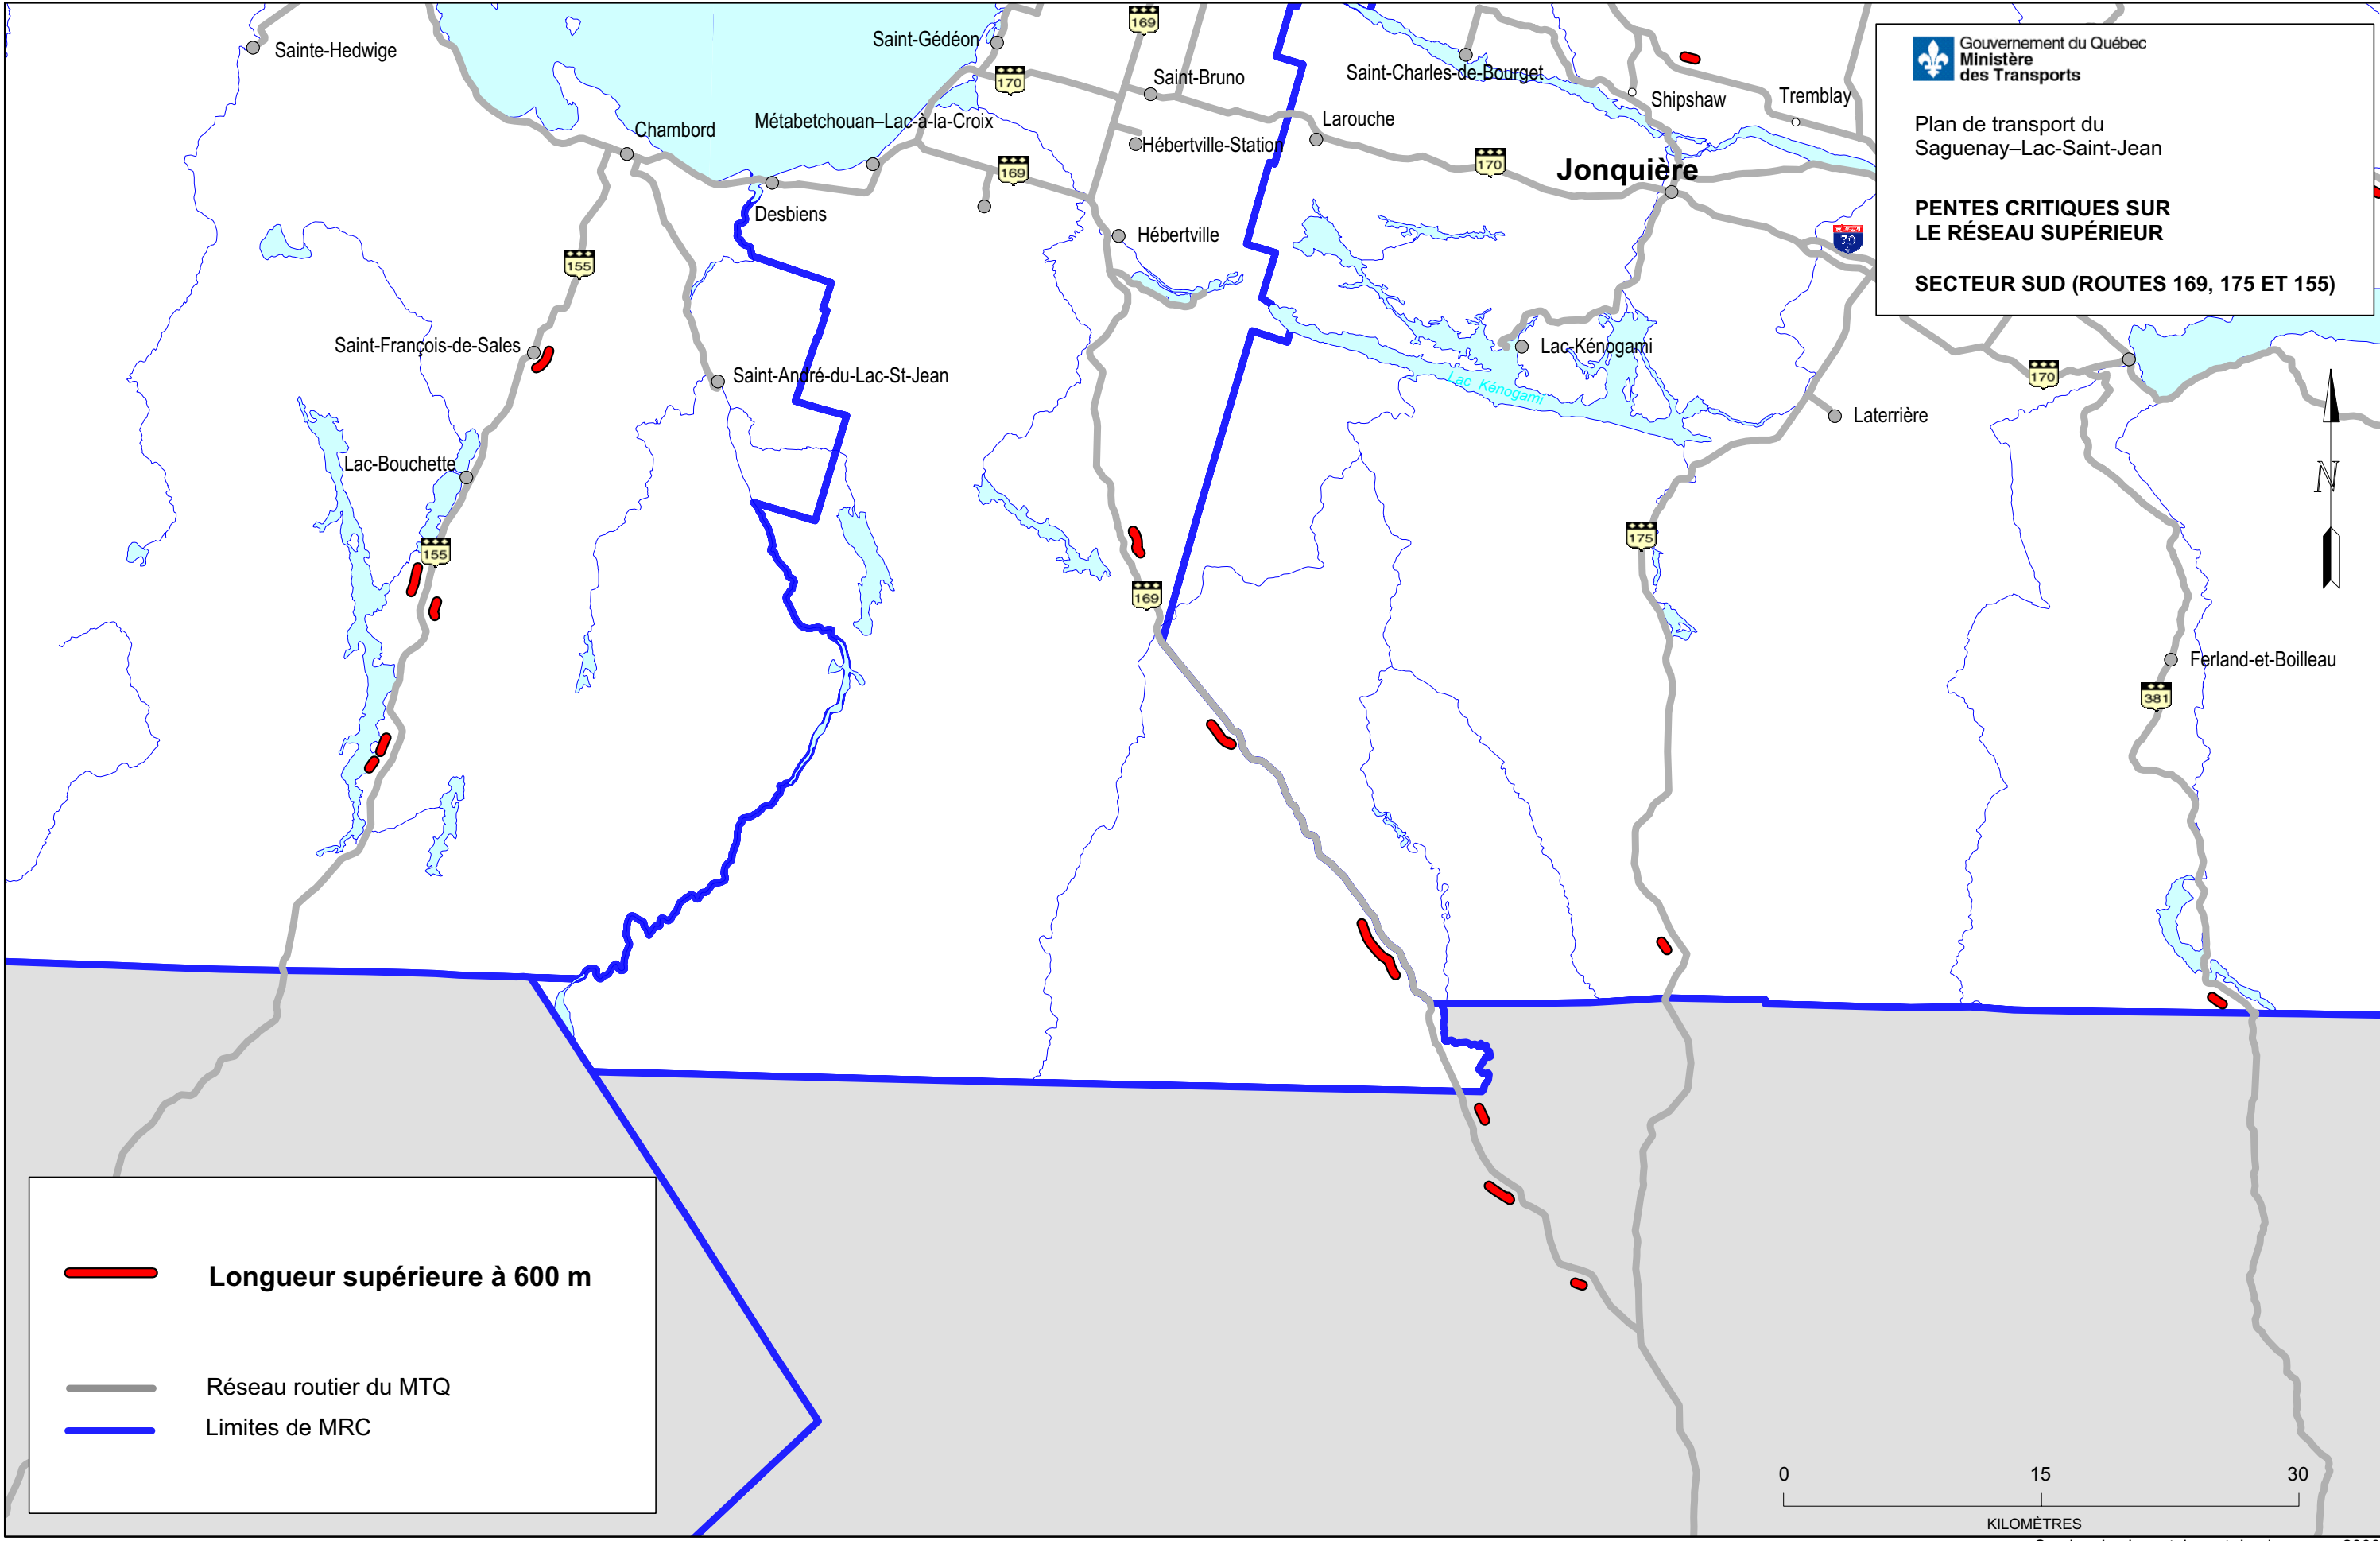 169
Saint-Gédéon
Sainte-Hedwige
Gouvernement du Québec
Ministère
des Transports
Saint-Bruno
Saint-Charles-de-Bourget
170
Shipshaw
Tremblay
Métabetchouan–Lac-à-la-Croix
Larouche
Chambord
Plan de transport du
Saguenay–Lac-Saint-Jean
Hébertville-Station
170
169
Jonquière
Desbiens
PENTES CRITIQUES SUR
LE RÉSEAU SUPÉRIEUR
Hébertville
70
155
SECTEUR SUD (ROUTES 169, 175 ET 155)
Saint-François-de-Sales
Lac-Kénogami
Saint-André-du-Lac-St-Jean
Lac Kénogami
170
Laterrière
Lac-Bouchette
N
175
155
169
Ferland-et-Boilleau
381
Longueur supérieure à 600 m
Réseau routier du MTQ
Limites de MRC
0 15 30
KILOMÈTRES